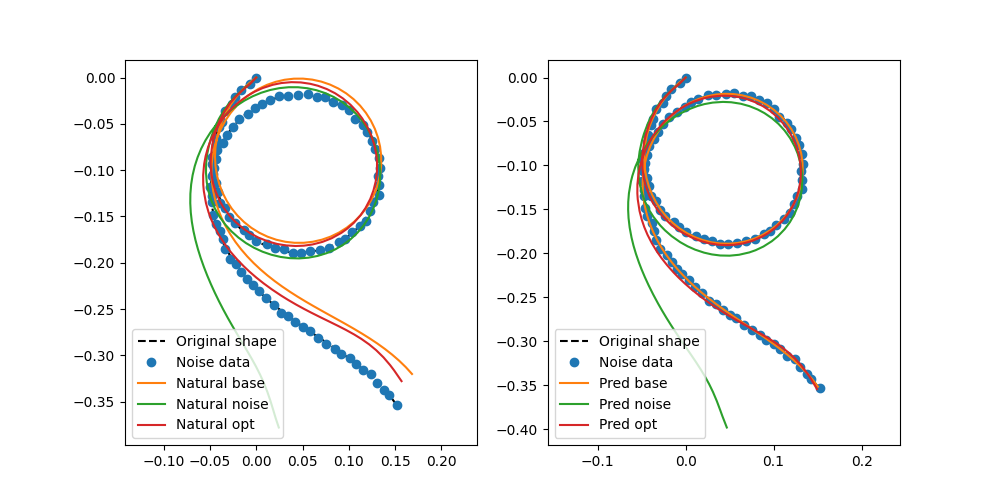 0.00
−0.05
−0.10
−0.15
−0.20
−0.25
−0.30
−0.35
−0.10 −0.05 0.00 0.05 0.10 0.15 0.20
Original shape
Noise data
Natural base
Natural noise
Natural opt
0.00
−0.05
−0.10
−0.15
−0.20
−0.25
−0.30
−0.35
−0.40
−0.1 0.0 0.1 0.2
Original shape
Noise data
Pred base
Pred noise
Pred opt